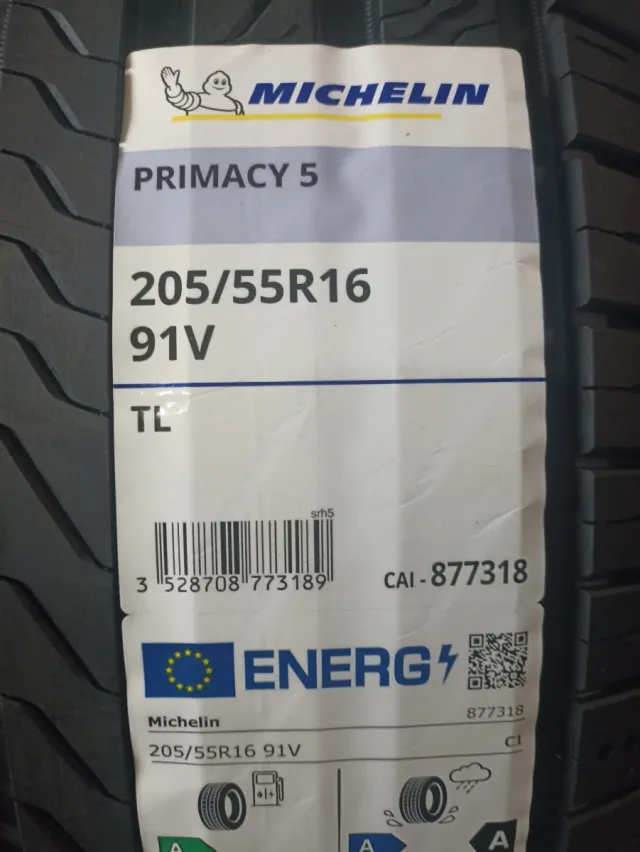 MICHELIN
PRIMACY 5
205/55R16
91V
TL
srh5
3 528708 773189
CAI - 877318
ENERG
Michelin
877318
205/55R16 91V
C1
A
A
A